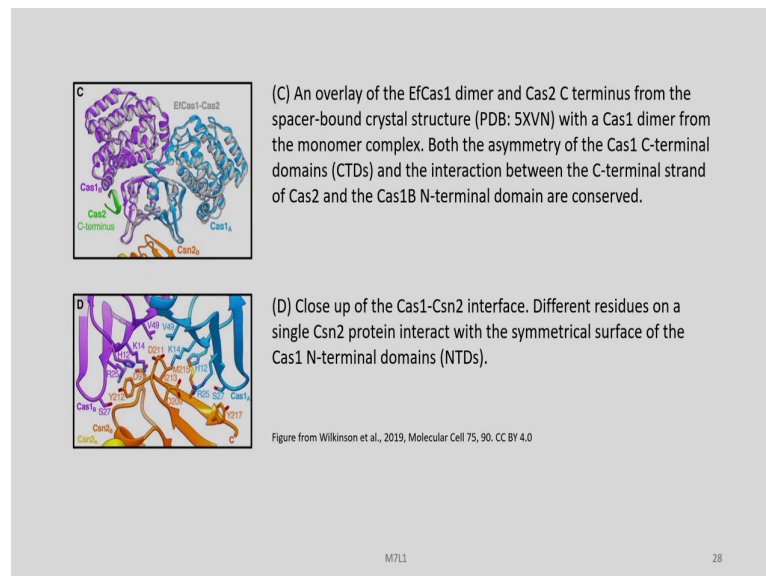 C
EfCas1-Cas2
Cas1B
Cas2
C-terminus
Cas1A
Csn2B
(C) An overlay of the EfCas1 dimer and Cas2 C terminus from the
spacer-bound crystal structure (PDB: 5XVN) with a Cas1 dimer from
the monomer complex. Both the asymmetry of the Cas1 C-terminal
domains (CTDs) and the interaction between the C-terminal strand
of Cas2 and the Cas1B N-terminal domain are conserved.
D
V49 V49
K14 D211 K14
H12 H12
R25 M215
Y212 R25 S27
Cas1B S27 Cas1A
Y217
Csn2B
Csn2A C
(D) Close up of the Cas1-Csn2 interface. Different residues on a
single Csn2 protein interact with the symmetrical surface of the
Cas1 N-terminal domains (NTDs).
Figure from Wilkinson et al., 2019, Molecular Cell 75, 90. CC BY 4.0
M7L1
28